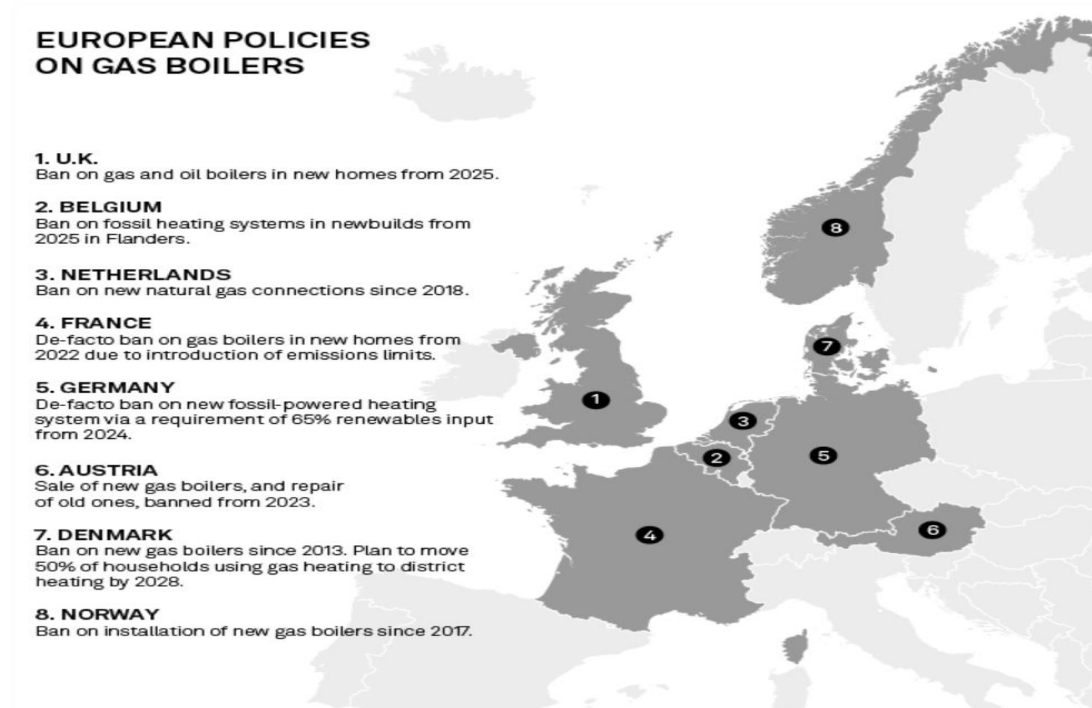 EUROPEAN POLICIES
ON GAS BOILERS
1. U.K.
Ban on gas and oil boilers in new homes from 2025.
2. BELGIUM
Ban on fossil heating systems in newbuilds from
2025 in Flanders.
3. NETHERLANDS
Ban on new natural gas connections since 2018.
4. FRANCE
De-facto ban on gas boilers in new homes from
2022 due to introduction of emissions limits.
5. GERMANY
De-facto ban on new fossil-powered heating
system via a requirement of 65% renewables input
from 2024.
6. AUSTRIA
Sale of new gas boilers, and repair
of old ones, banned from 2023.
7. DENMARK
Ban on new gas boilers since 2013. Plan to move
50% of households using gas heating to district
heating by 2028.
8. NORWAY
Ban on installation of new gas boilers since 2017.
8
7
1
3
2
5
6
4